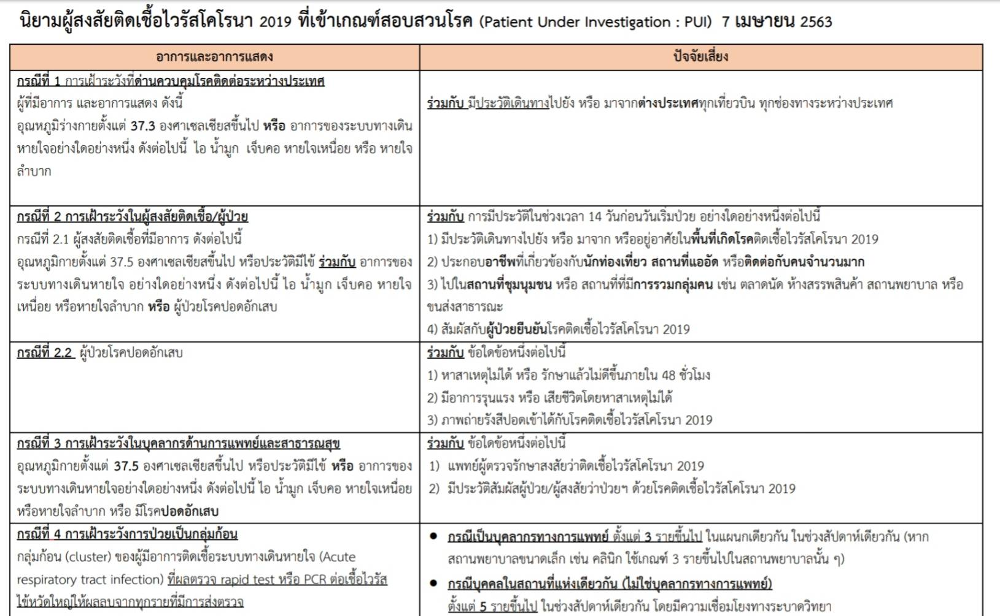 นิยามผู้สงสัยติดเชื้อไวรัสโคโรนา 2019 ที่เข้าเกณฑ์สอบสวนโรค (Patient Under Investigation : PUI) 7 เมษายน 2563
อาการและอาการแสดง
ปัจจัยเสี่ยง
กรณีที่ 1 การเฝ้าระวังที่ด่านควบคุมโรคติดต่อระหว่างประเทศ
ผู้ที่มีอาการ และอาการแสดง ดังนี้
อุณหภูมิร่างกายตั้งแต่ 37.3 องศาเซลเซียสขึ้นไป หรือ อาการของระบบทางเดิน
หายใจอย่างใดอย่างหนึ่ง ดังต่อไปนี้ ไอ น้ำมูก เจ็บคอ หายใจเหนื่อย หรือ หายใจ
ลำบาก
ร่วมกับ มีประวัติเดินทางไปยัง หรือ มาจากต่างประเทศทุกเที่ยวบิน ทุกช่องทางระหว่างประเทศ
กรณีที่ 2 การเฝ้าระวังในผู้สงสัยติดเชื้อ/ผู้ป่วย
กรณีที่ 2.1 ผู้สงสัยติดเชื้อที่มีอาการ ดังต่อไปนี้
อุณหภูมิกายตั้งแต่ 37.5 องศาเซลเซียสขึ้นไป หรือประวัติมีไข้ ร่วมกับ อาการของ
ระบบทางเดินหายใจ อย่างใดอย่างหนึ่ง ดังต่อไปนี้ ไอ น้ำมูก เจ็บคอ หายใจ
เหนื่อย หรือหายใจลำบาก หรือ ผู้ป่วยโรคปอดอักเสบ
ร่วมกับ การมีประวัติในช่วงเวลา 14 วันก่อนวันเริ่มป่วย อย่างใดอย่างหนึ่งต่อไปนี้
1) มีประวัติเดินทางไปยัง หรือ มาจาก หรืออยู่อาศัยในพื้นที่เกิดโรคติดเชื้อไวรัสโคโรนา 2019
2) ประกอบอาชีพที่เกี่ยวข้องกับนักท่องเที่ยว สถานที่แออัด หรือติดต่อกับคนจำนวนมาก
3) ไปในสถานที่ชุมนุมชน หรือ สถานที่ที่มีการรวมกลุ่มคน เช่น ตลาดนัด ห้างสรรพสินค้า สถานพยาบาล หรือ
ขนส่งสาธารณะ
4) สัมผัสกับผู้ป่วยยืนยันโรคติดเชื้อไวรัสโคโรนา 2019
กรณีที่ 2.2 ผู้ป่วยโรคปอดอักเสบ
ร่วมกับ ข้อใดข้อหนึ่งต่อไปนี้
1) หาสาเหตุไม่ได้ หรือ รักษาแล้วไม่ดีขึ้นภายใน 48 ชั่วโมง
2) มีอาการรุนแรง หรือ เสียชีวิตโดยหาสาเหตุไม่ได้
3) ภาพถ่ายรังสีปอดเข้าได้กับโรคติดเชื้อไวรัสโคโรนา 2019
กรณีที่ 3 การเฝ้าระวังในบุคลากรด้านการแพทย์และสาธารณสุข
อุณหภูมิกายตั้งแต่ 37.5 องศาเซลเซียสขึ้นไป หรือประวัติมีไข้ หรือ อาการของ
ระบบทางเดินหายใจอย่างใดอย่างหนึ่ง ดังต่อไปนี้ ไอ น้ำมูก เจ็บคอ หายใจเหนื่อย
หรือหายใจลำบาก หรือ มีโรคปอดอักเสบ
ร่วมกับ ข้อใดข้อหนึ่งต่อไปนี้
1) แพทย์ผู้ตรวจรักษาสงสัยว่าติดเชื้อไวรัสโคโรนา 2019
2) มีประวัติสัมผัสผู้ป่วย/ผู้สงสัยว่าป่วยฯ ด้วยโรคติดเชื้อไวรัสโคโรนา 2019
กรณีที่ 4 การเฝ้าระวังการป่วยเป็นกลุ่มก้อน
กลุ่มก้อน (cluster) ของผู้มีอาการติดเชื้อระบบทางเดินหายใจ (Acute
respiratory tract infection) ที่ผลตรวจ rapid test หรือ PCR ต่อเชื้อไวรัส
ไข้หวัดใหญ่ให้ผลลบจากทุกรายที่มีการส่งตรวจ
● กรณีเป็นบุคลากรทางการแพทย์ ตั้งแต่ 3 รายขึ้นไป ในแผนกเดียวกัน ในช่วงสัปดาห์เดียวกัน (หาก
สถานพยาบาลขนาดเล็ก เช่น คลินิก ใช้เกณฑ์ 3 รายขึ้นไปในสถานพยาบาลนั้น ๆ)
● กรณีบุคคลในสถานที่แห่งเดียวกัน (ไม่ใช่บุคลากรทางการแพทย์)
ตั้งแต่ 5 รายขึ้นไป ในช่วงสัปดาห์เดียวกัน โดยมีความเชื่อมโยงทางระบาดวิทยา